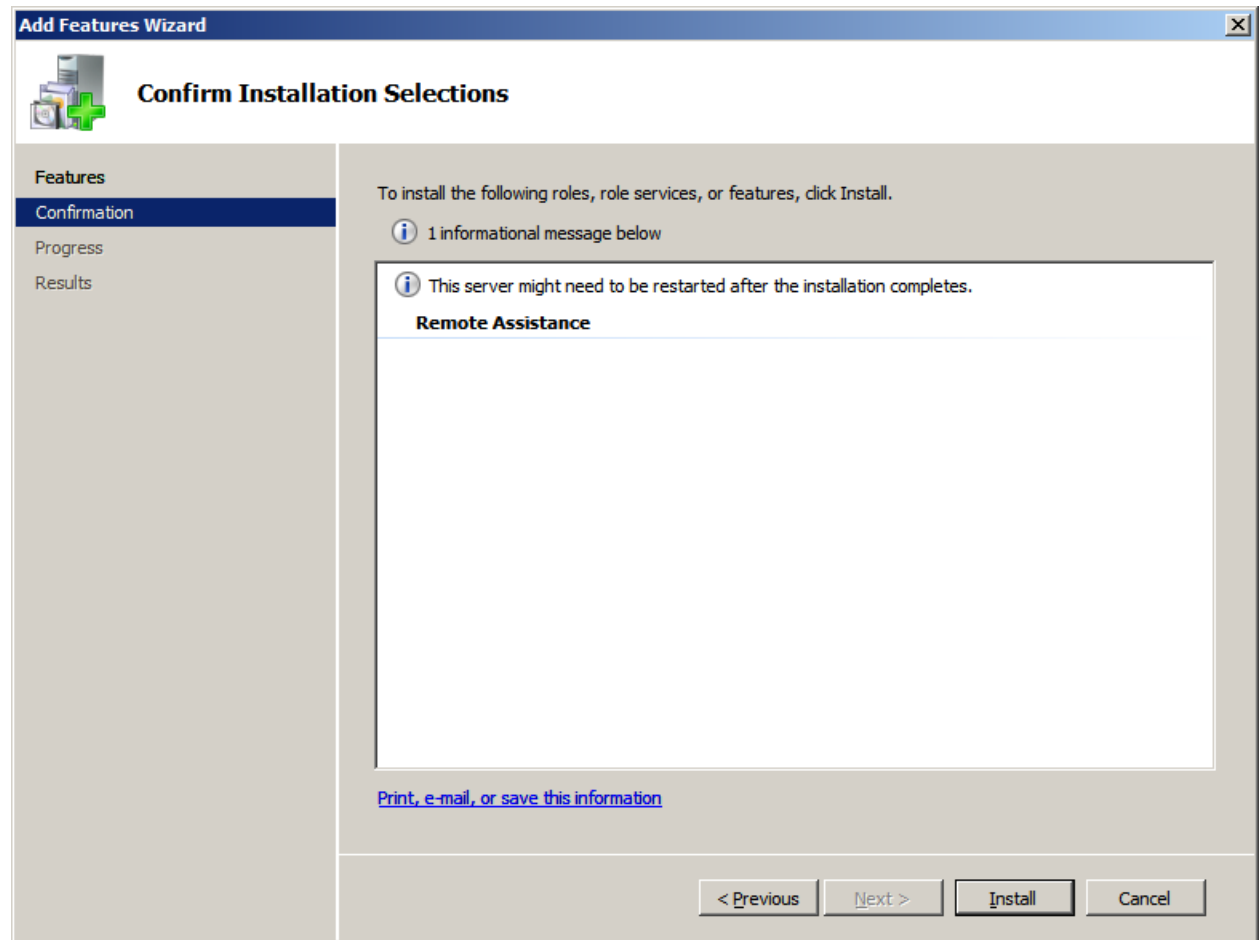 Add Features Wizard
Confirm Installation Selections
Features
Confirmation
Progress
Results
To install the following roles, role services, or features, click Install.
1 informational message below
This server might need to be restarted after the installation completes.
Remote Assistance
Print, e-mail, or save this information
< Previous Next > Install Cancel